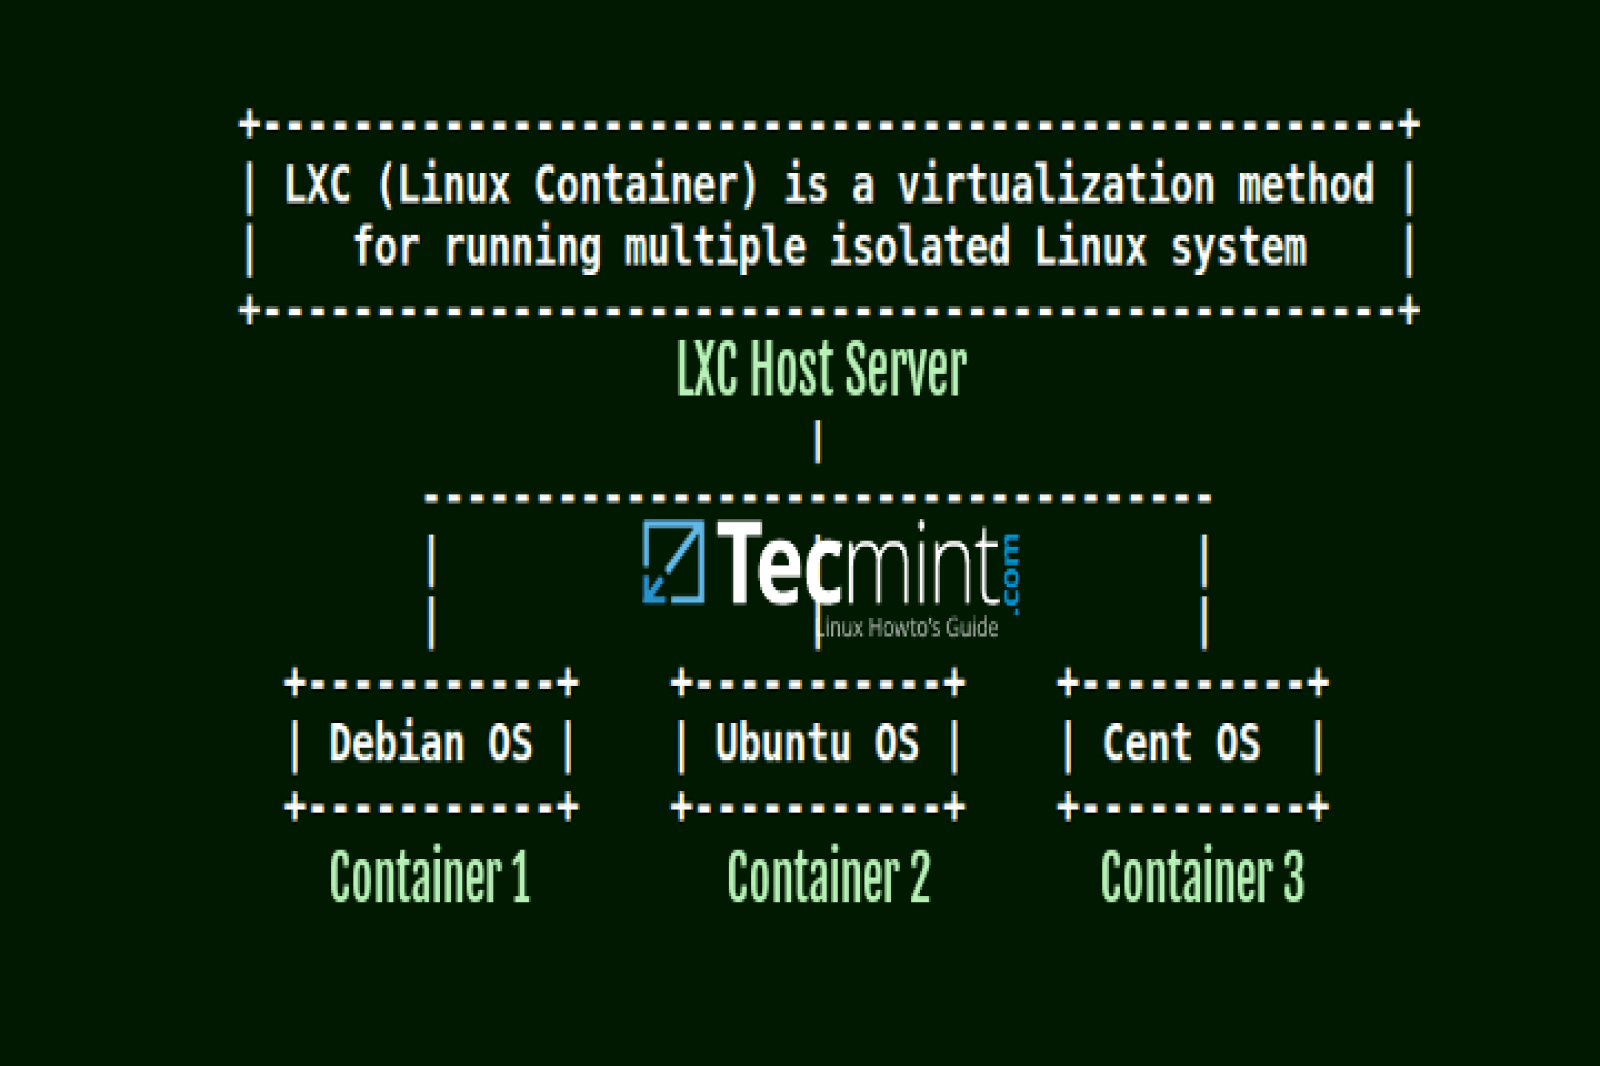 LXC (Linux Container) is a virtualization method
for running multiple isolated Linux system
LXC Host Server
Tecmint.com
Linux Howto's Guide
Debian OS
Ubuntu OS
Cent OS
Container 1
Container 2
Container 3